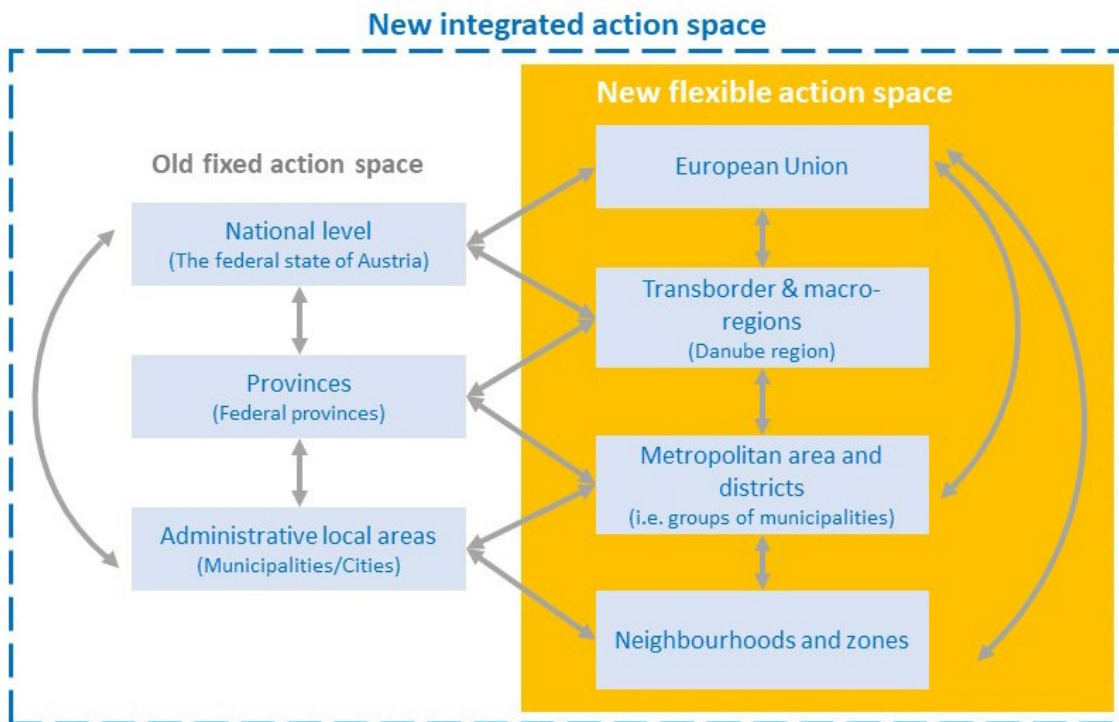 New integrated action space
Old fixed action space
National level
(The federal state of Austria)
Provinces
(Federal provinces)
Administrative local areas
(Municipalities/Cities)
New flexible action space
European Union
Transborder & macro-
regions
(Danube region)
Metropolitan area and
districts
(i.e. groups of municipalities)
Neighbourhoods and zones